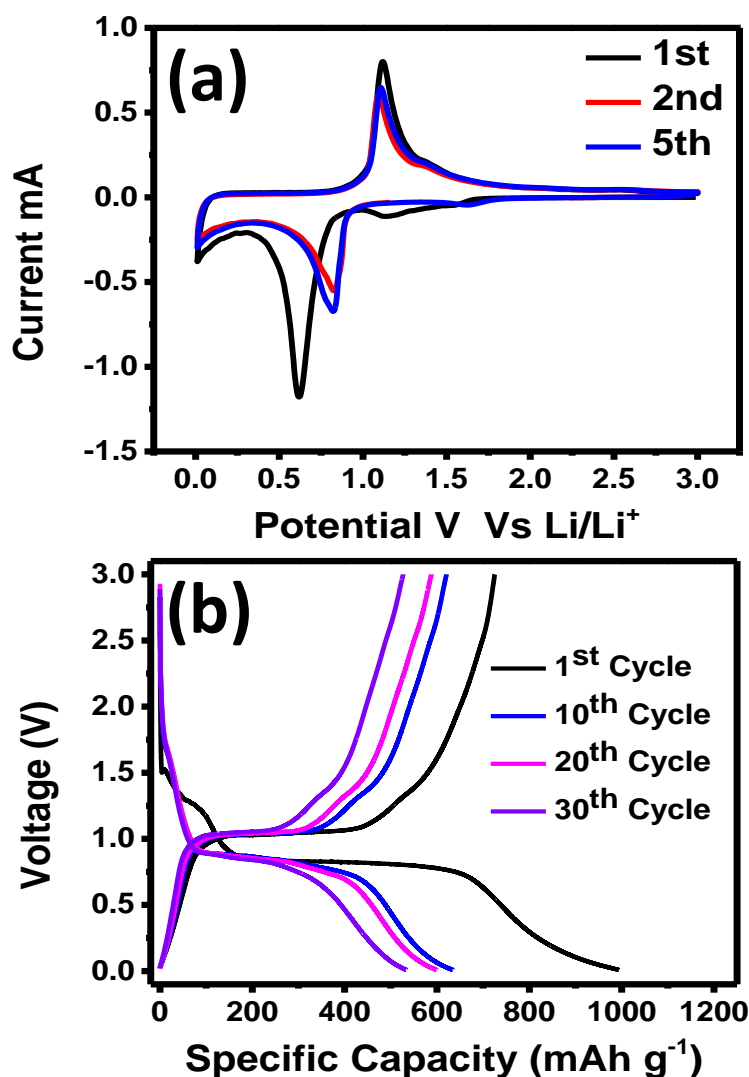 (a)
1st
2nd
5th
1.0
0.5
0.0
-0.5
-1.0
-1.5
Current mA
0.0 0.5 1.0 1.5 2.0 2.5 3.0
Potential V Vs Li/Li⁺
(b)
1st Cycle
10th Cycle
20th Cycle
30th Cycle
3.0
2.5
2.0
1.5
1.0
0.5
0.0
Voltage (V)
0 200 400 600 800 1000 1200
Specific Capacity (mAh g⁻¹)